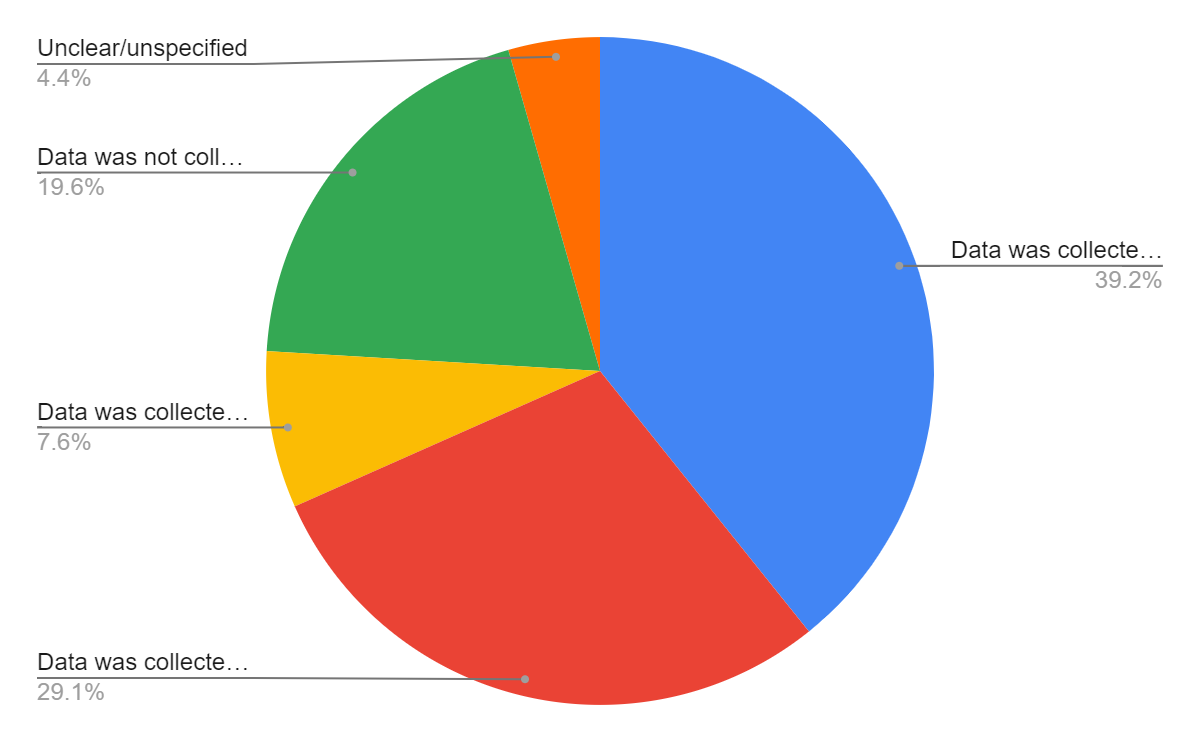 Unclear/unspecified
4.4%
Data was not coll…
19.6%
Data was collecte…
39.2%
Data was collecte…
7.6%
Data was collecte…
29.1%